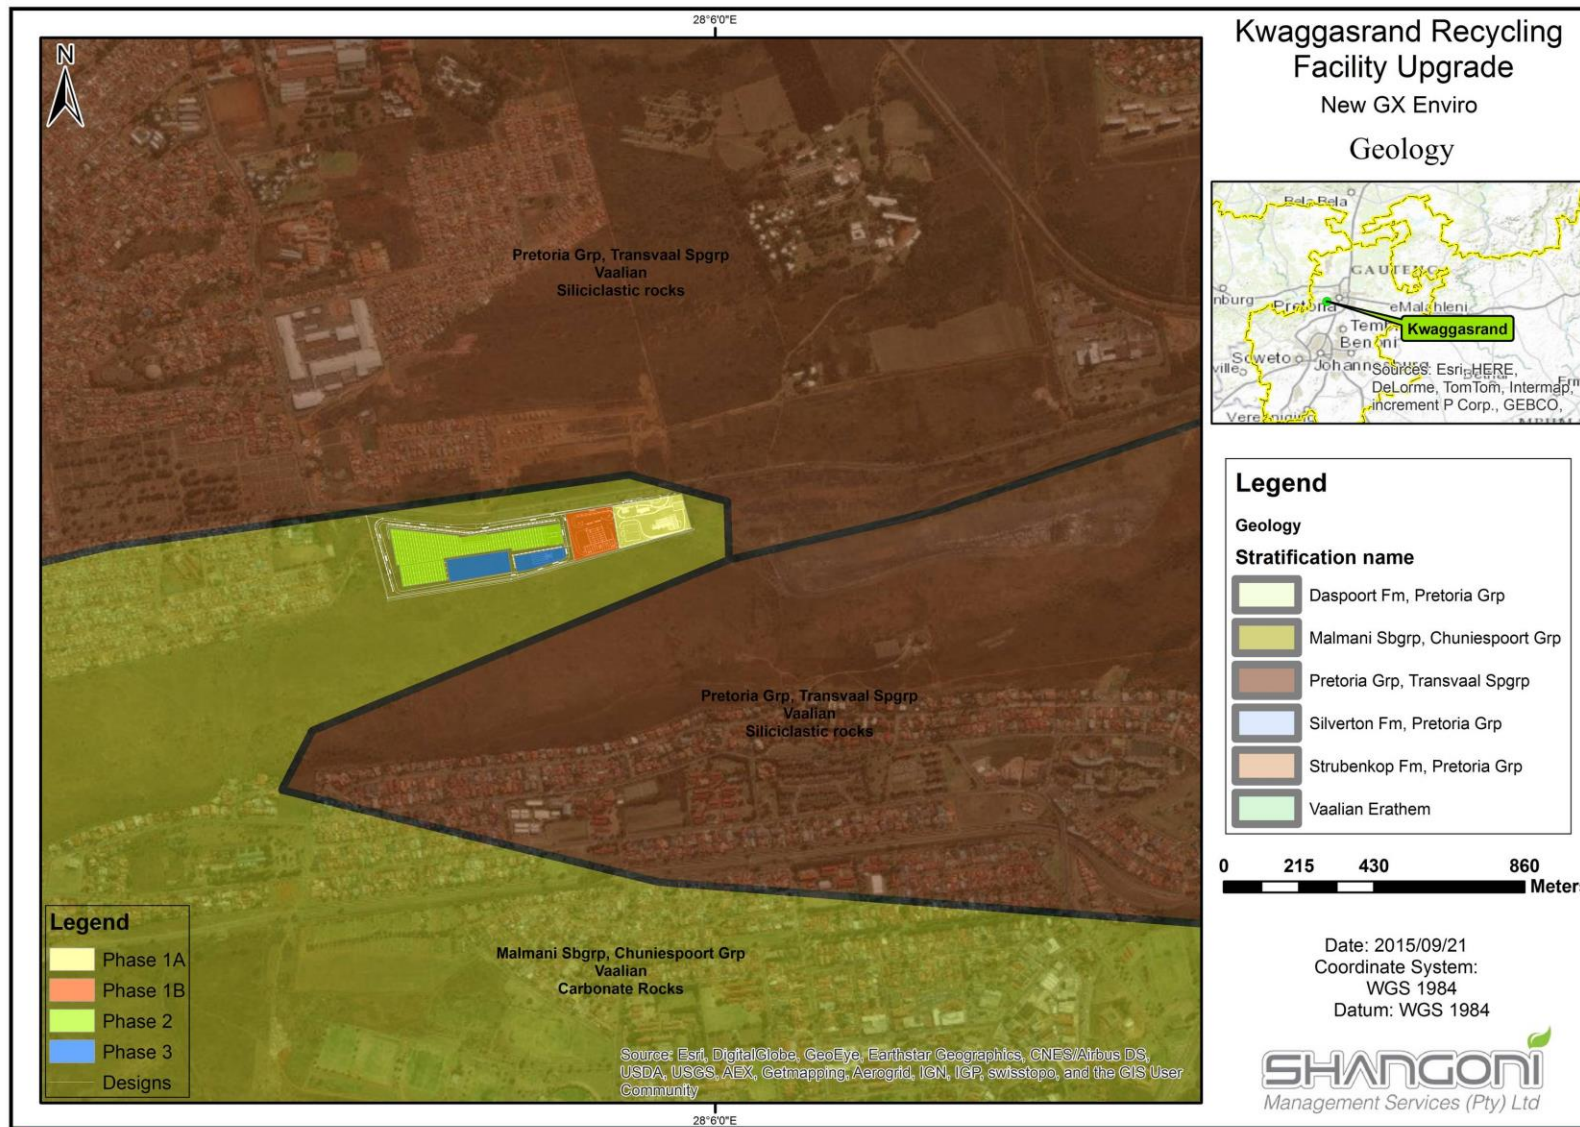 28°6'0"E
N
Kwaggasrand Recycling
Facility Upgrade
New GX Enviro
Geology
Pretoria Grp, Transvaal Spgrp
Vaalian
Siliciclastic rocks
Bela Bela
GAUTENG
nburg
Pretoria
eMalahleni
Kwaggasrand
Temb
Benoni
Soweto
Johannesburg
ville
Sources: Esri, HERE,
DeLorme, TomTom, Intermap,
increment P Corp., GEBCO,
Legend
Geology
Stratification name
Daspoort Fm, Pretoria Grp
Malmani Sbgrp, Chuniespoort Grp
Pretoria Grp, Transvaal Spgrp
Silverton Fm, Pretoria Grp
Strubenkop Fm, Pretoria Grp
Vaalian Erathem
Pretoria Grp, Transvaal Spgrp
Vaalian
Siliciclastic rocks
0 215 430 860
Meters
Malmani Sbgrp, Chuniespoort Grp
Vaalian
Carbonate Rocks
Legend
Phase 1A
Phase 1B
Phase 2
Phase 3
Designs
Source: Esri, DigitalGlobe, GeoEye, Earthstar Geographics, CNES/Airbus DS,
USDA, USGS, AEX, Getmapping, Aerogrid, IGN, IGP, swisstopo, and the GIS User
Community
Date: 2015/09/21
Coordinate System:
WGS 1984
Datum: WGS 1984
SHANGONI
Management Services (Pty) Ltd
28°6'0"E